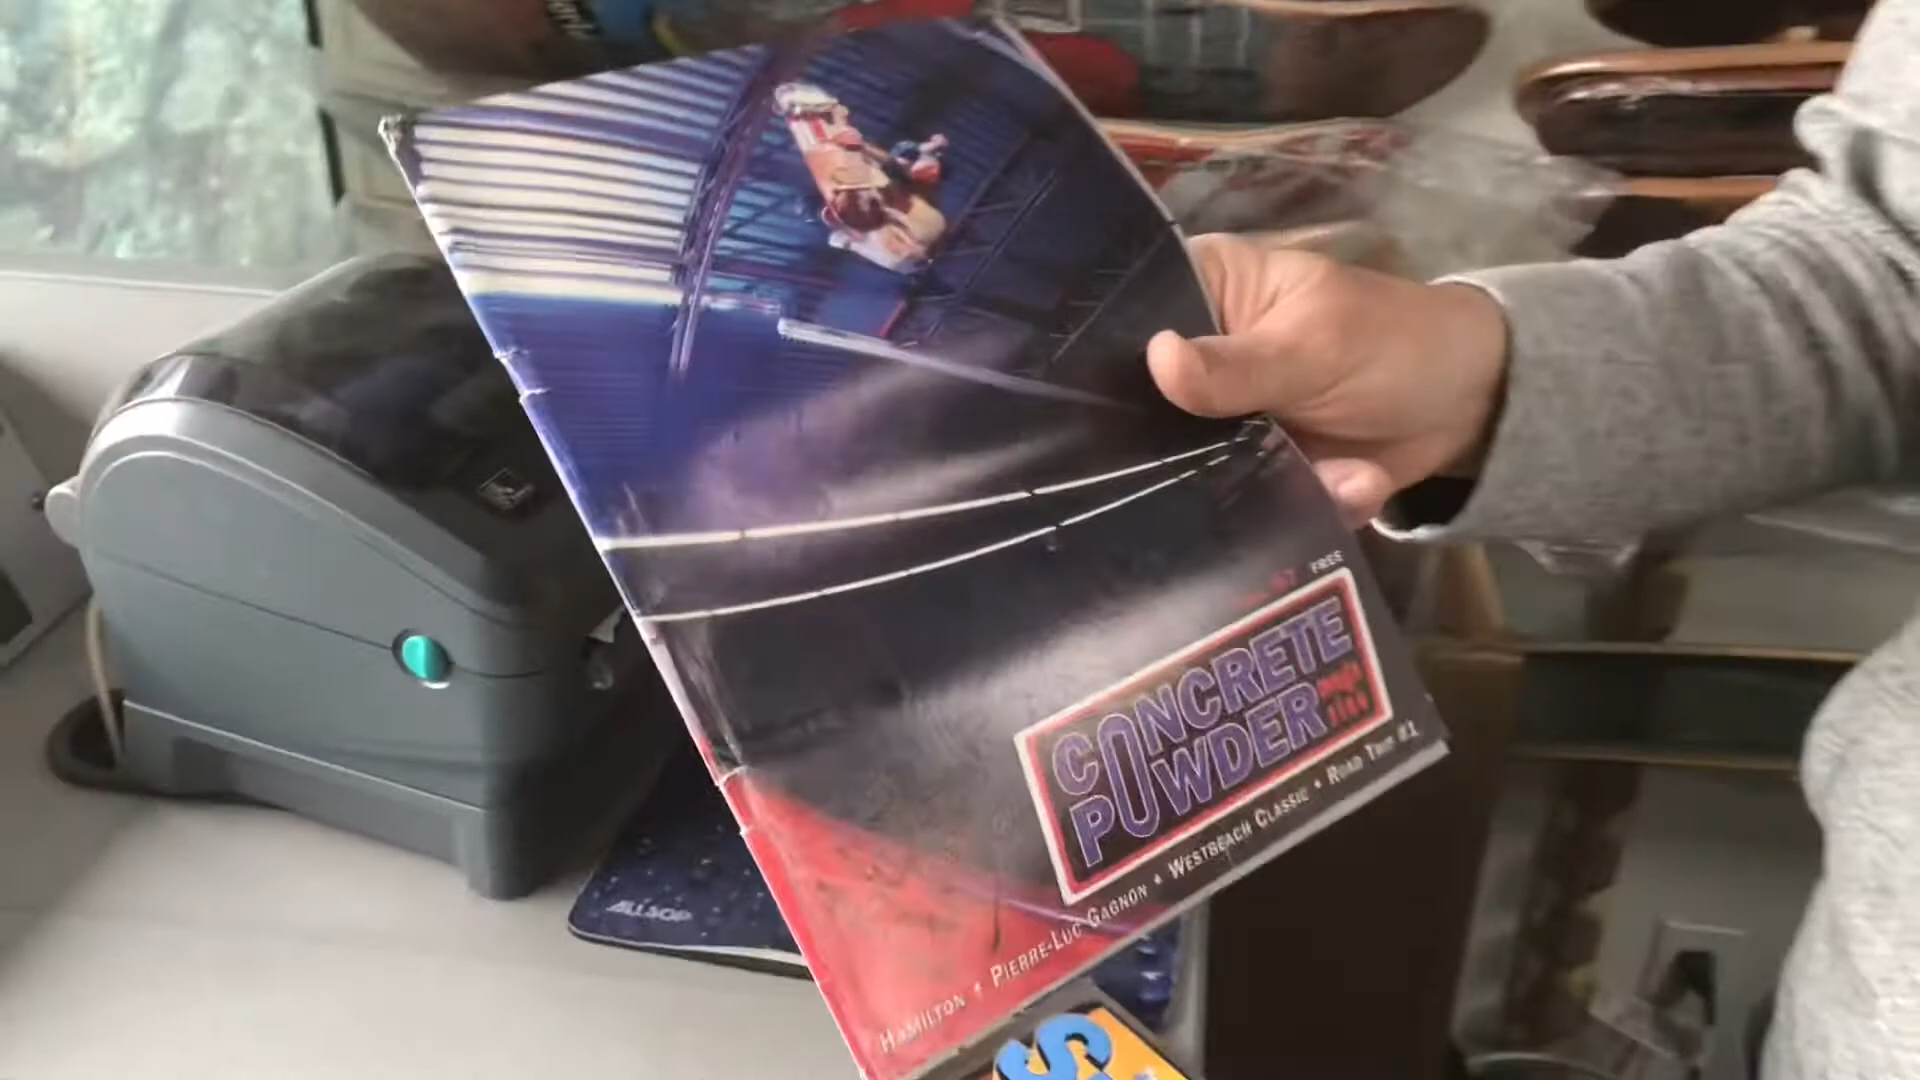 FREE
CONCRETE
POWDER
HAMILTON • PIERRE-LUC GAGNON • WESTBEACH CLASSIC • ROAD TRIP #1
ALLSOP